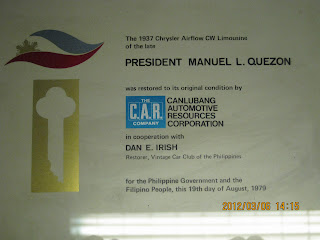 The 1937 Chrysler Airflow CW Limousine
of the late
PRESIDENT MANUEL L. QUEZON
was restored to its original condition by
THE
C.A.R.
COMPANY
CANLUBANG
AUTOMOTIVE
RESOURCES
CORPORATION
in cooperation with
DAN E. IRISH
Restorer, Vintage Car Club of the Philippines
for the Philippine Government and the
Filipino People, this 19th day of August, 1979
2012/03/06 14:15